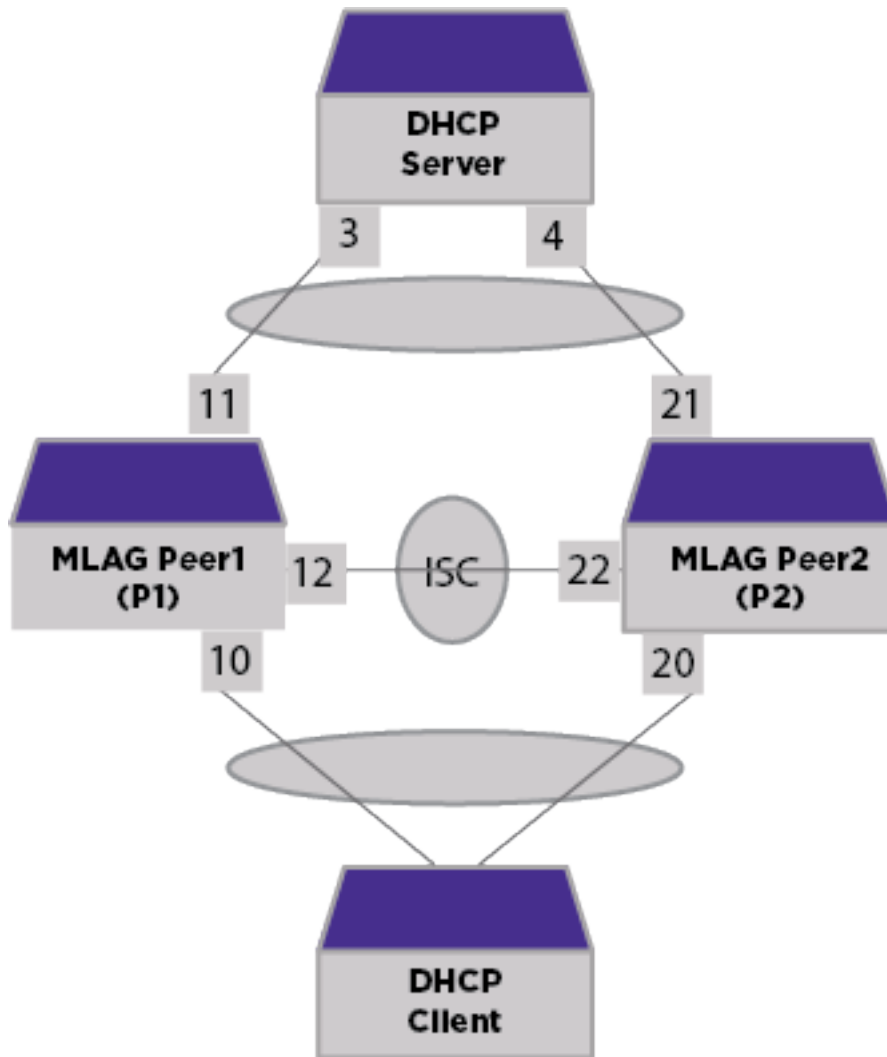 DHCP
Server
3
4
11
21
MLAG Peer1
(P1)
12
ISC
22
MLAG Peer2
(P2)
10
20
DHCP
Client